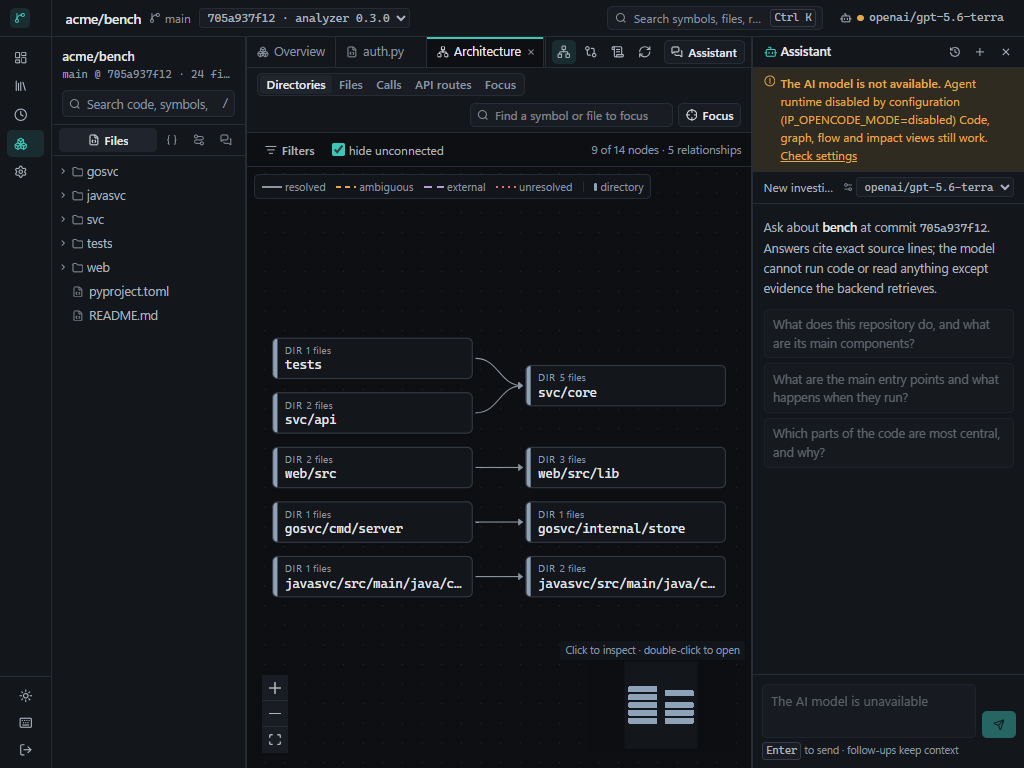 acme/bench main 705a937f12 · analyzer 0.3.0 Search symbols, files, r... Ctrl K openai/gpt-5.6-terra
acme/bench
main @ 705a937f12 · 24 fi…
Search code, symbols, /
Files
gosvc
javasvc
svc
tests
web
pyproject.toml
README.md
Overview auth.py Architecture × Assistant
Directories Files Calls API routes Focus
Find a symbol or file to focus Focus
Filters hide unconnected 9 of 14 nodes · 5 relationships
resolved ambiguous external unresolved directory
DIR 1 files
tests
DIR 5 files
svc/core
DIR 2 files
svc/api
DIR 2 files
web/src
DIR 3 files
web/src/lib
DIR 1 files
gosvc/cmd/server
DIR 1 files
gosvc/internal/store
DIR 1 files
javasvc/src/main/java/c…
DIR 2 files
javasvc/src/main/java/c…
Click to inspect · double-click to open
Assistant
The AI model is not available. Agent
runtime disabled by configuration
(IP_OPENCODE_MODE=disabled) Code,
graph, flow and impact views still work.
Check settings
New investi… openai/gpt-5.6-terra
Ask about bench at commit 705a937f12.
Answers cite exact source lines; the model
cannot run code or read anything except
evidence the backend retrieves.
What does this repository do, and what
are its main components?
What are the main entry points and what
happens when they run?
Which parts of the code are most central,
and why?
The AI model is unavailable
Enter to send · follow-ups keep context